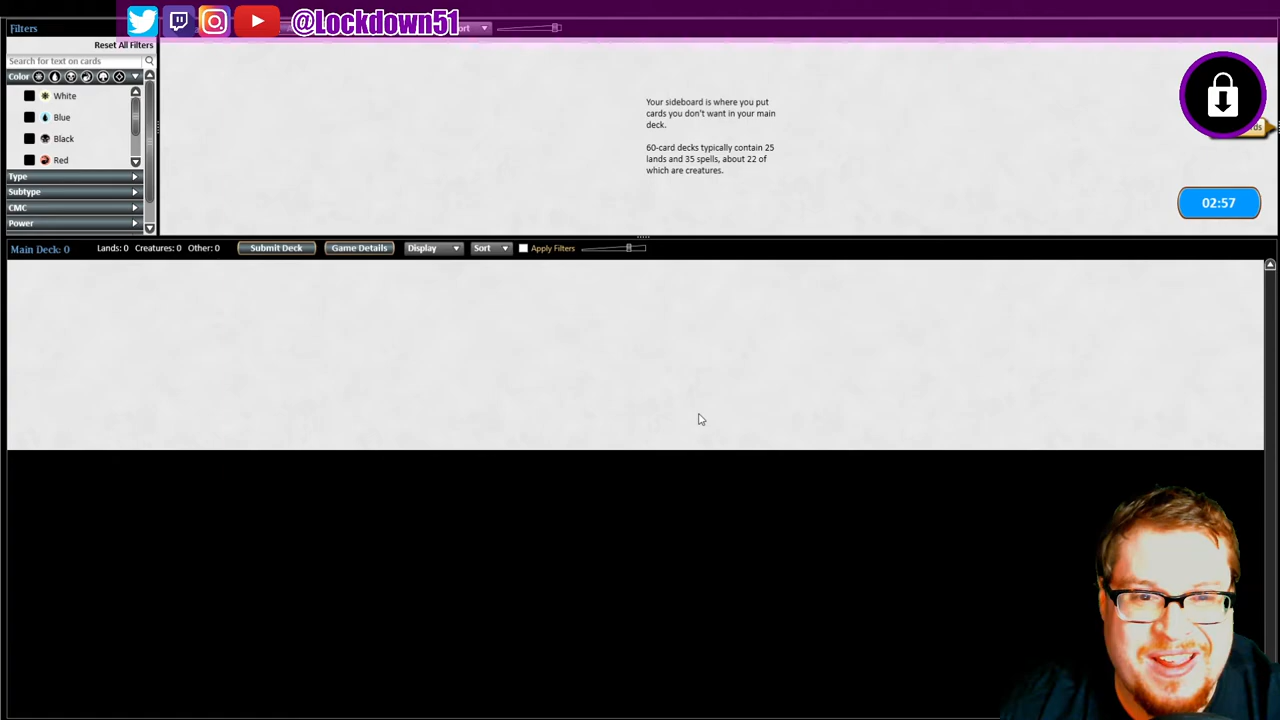 @Lockdown51
Filters
Reset All Filters
Search for text on cards
Color
White
Blue
Black
Red
Type
Subtype
CMC
Power
Your sideboard is where you put
cards you don't want in your main
deck.
60-card decks typically contain 25
lands and 35 spells, about 22 of
which are creatures.
02:57
Main Deck: 0 Lands: 0 Creatures: 0 Other: 0 Submit Deck Game Details Display Sort Apply Filters